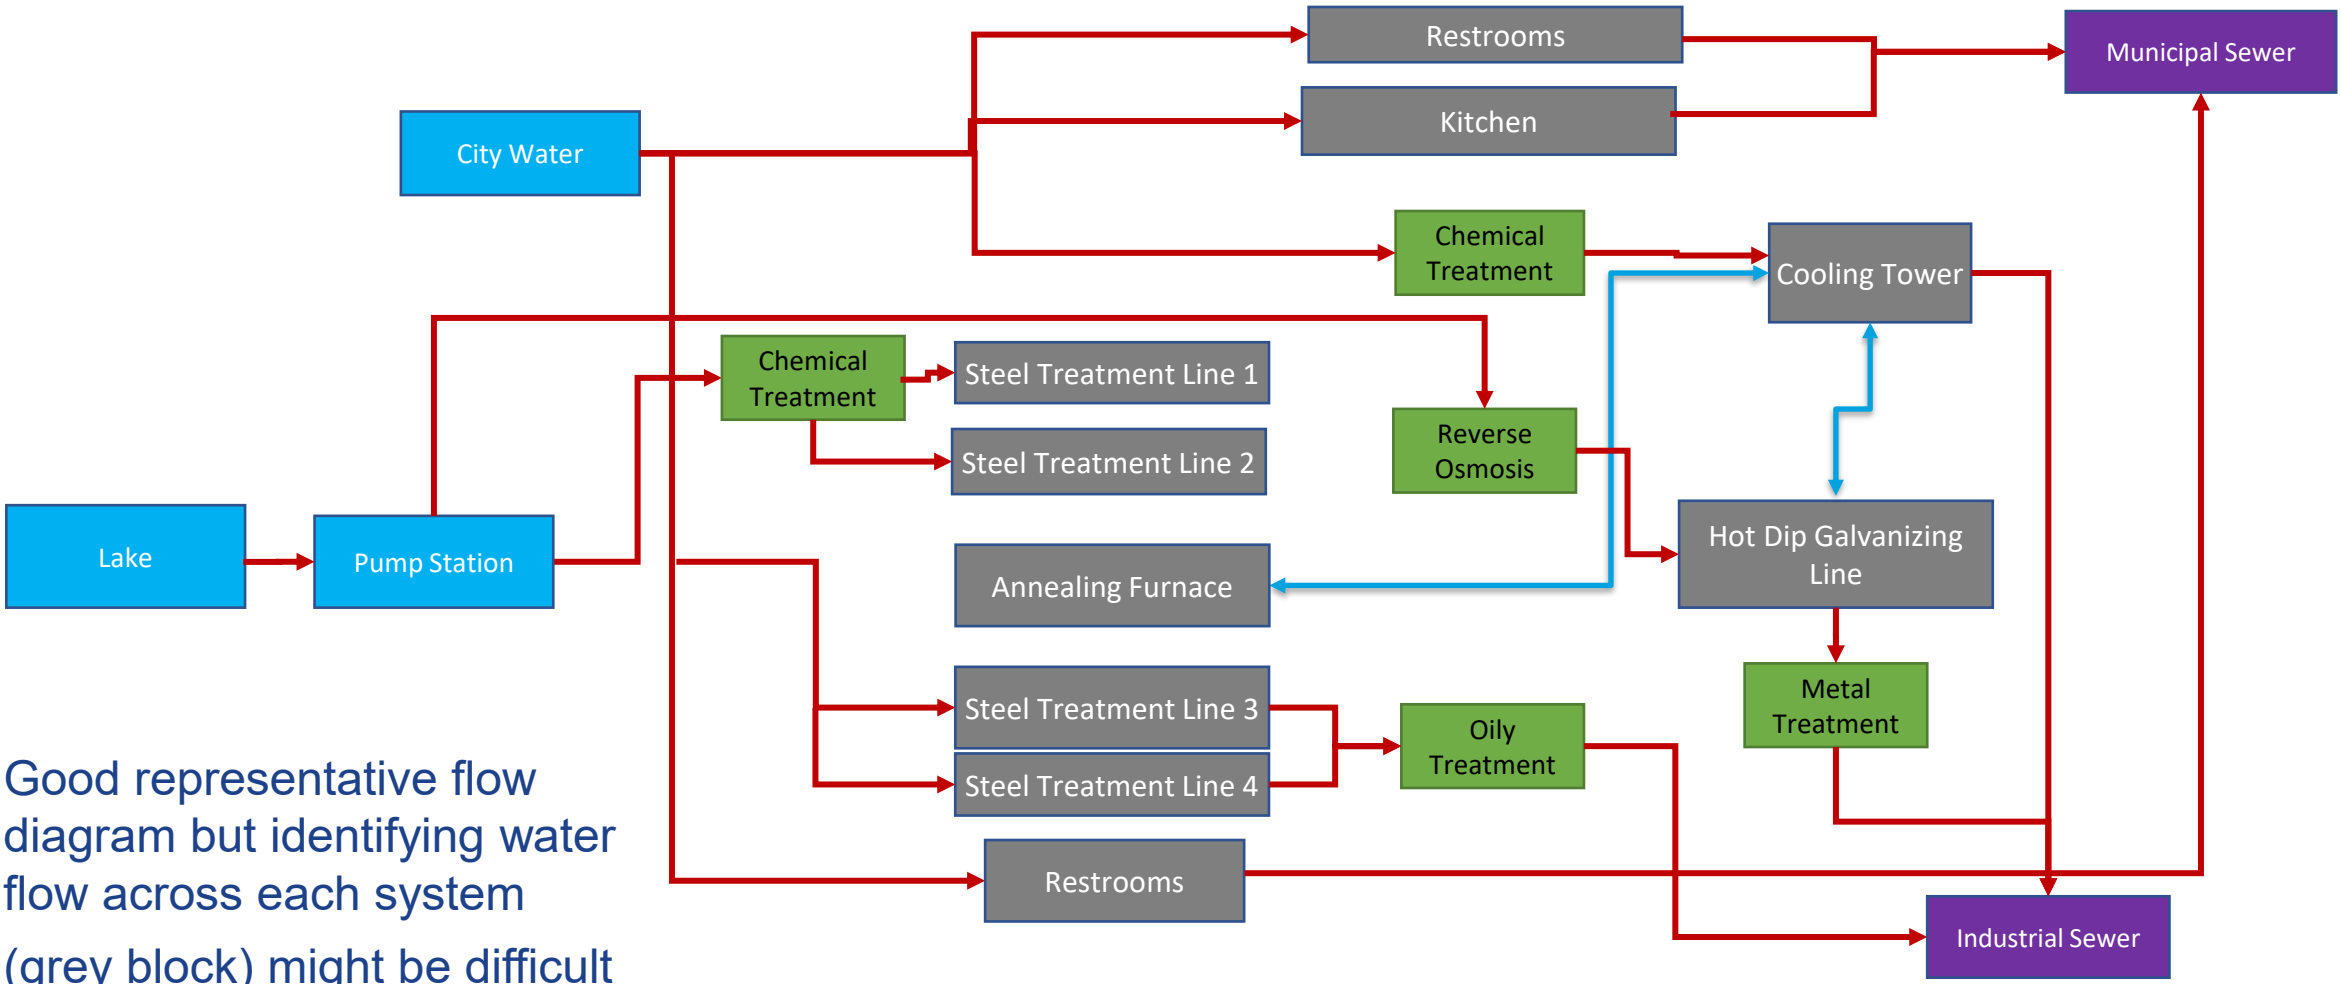 Restrooms
Municipal Sewer
Kitchen
City Water
Chemical
Treatment
Cooling Tower
Chemical
Treatment
Steel Treatment Line 1
Reverse
Osmosis
Steel Treatment Line 2
Hot Dip Galvanizing
Line
Lake
Pump Station
Annealing Furnace
Metal
Treatment
Steel Treatment Line 3
Oily
Treatment
Steel Treatment Line 4
Good representative flow
diagram but identifying water
flow across each system
(grey block) might be difficult
Restrooms
Industrial Sewer